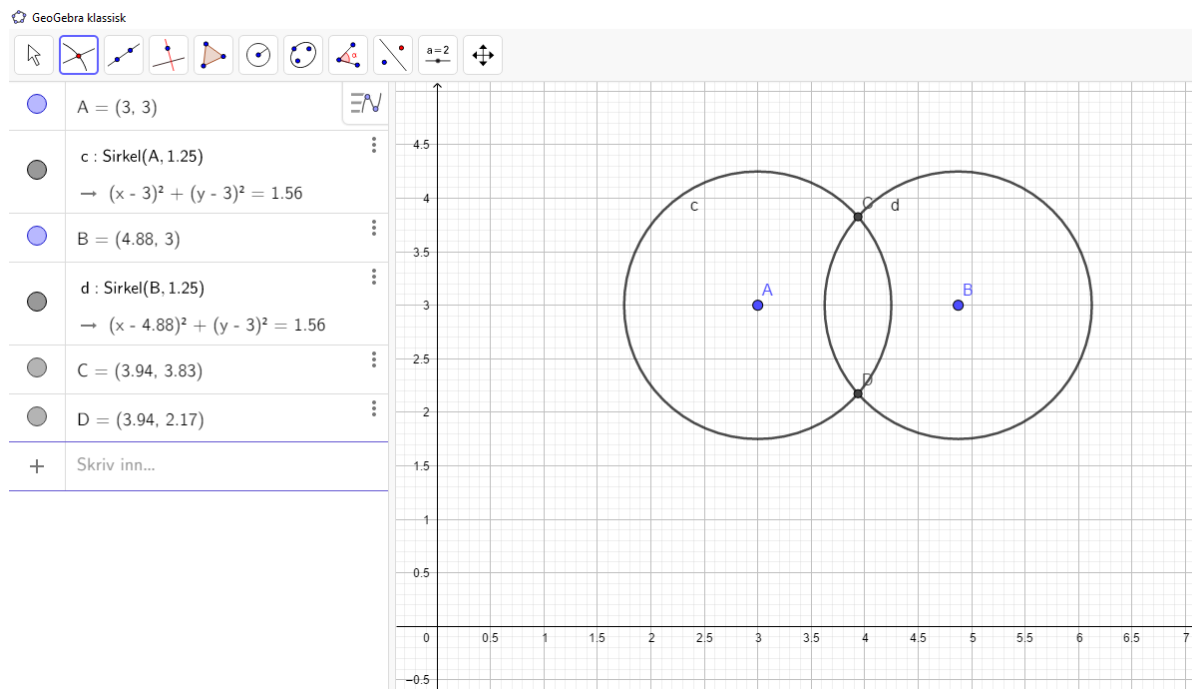 GeoGebra klassisk
a=2
A = (3, 3)
c : Sirkel(A, 1.25)
→ (x - 3)² + (y - 3)² = 1.56
B = (4.88, 3)
d : Sirkel(B, 1.25)
→ (x - 4.88)² + (y - 3)² = 1.56
C = (3.94, 3.83)
D = (3.94, 2.17)
+ Skriv inn...
4.5
4
3.5
3
2.5
2
1.5
1
0.5
0 0.5 1 1.5 2 2.5 3 3.5 4 4.5 5 5.5 6 6.5 7
−0.5
c
C
d
A
B
D
α